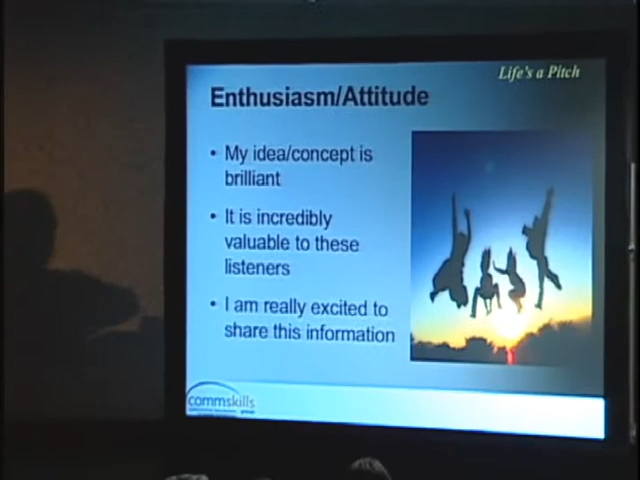 Life's a Pitch
Enthusiasm/Attitude
• My idea/concept is
brilliant
• It is incredibly
valuable to these
listeners
• I am really excited to
share this information
commskills